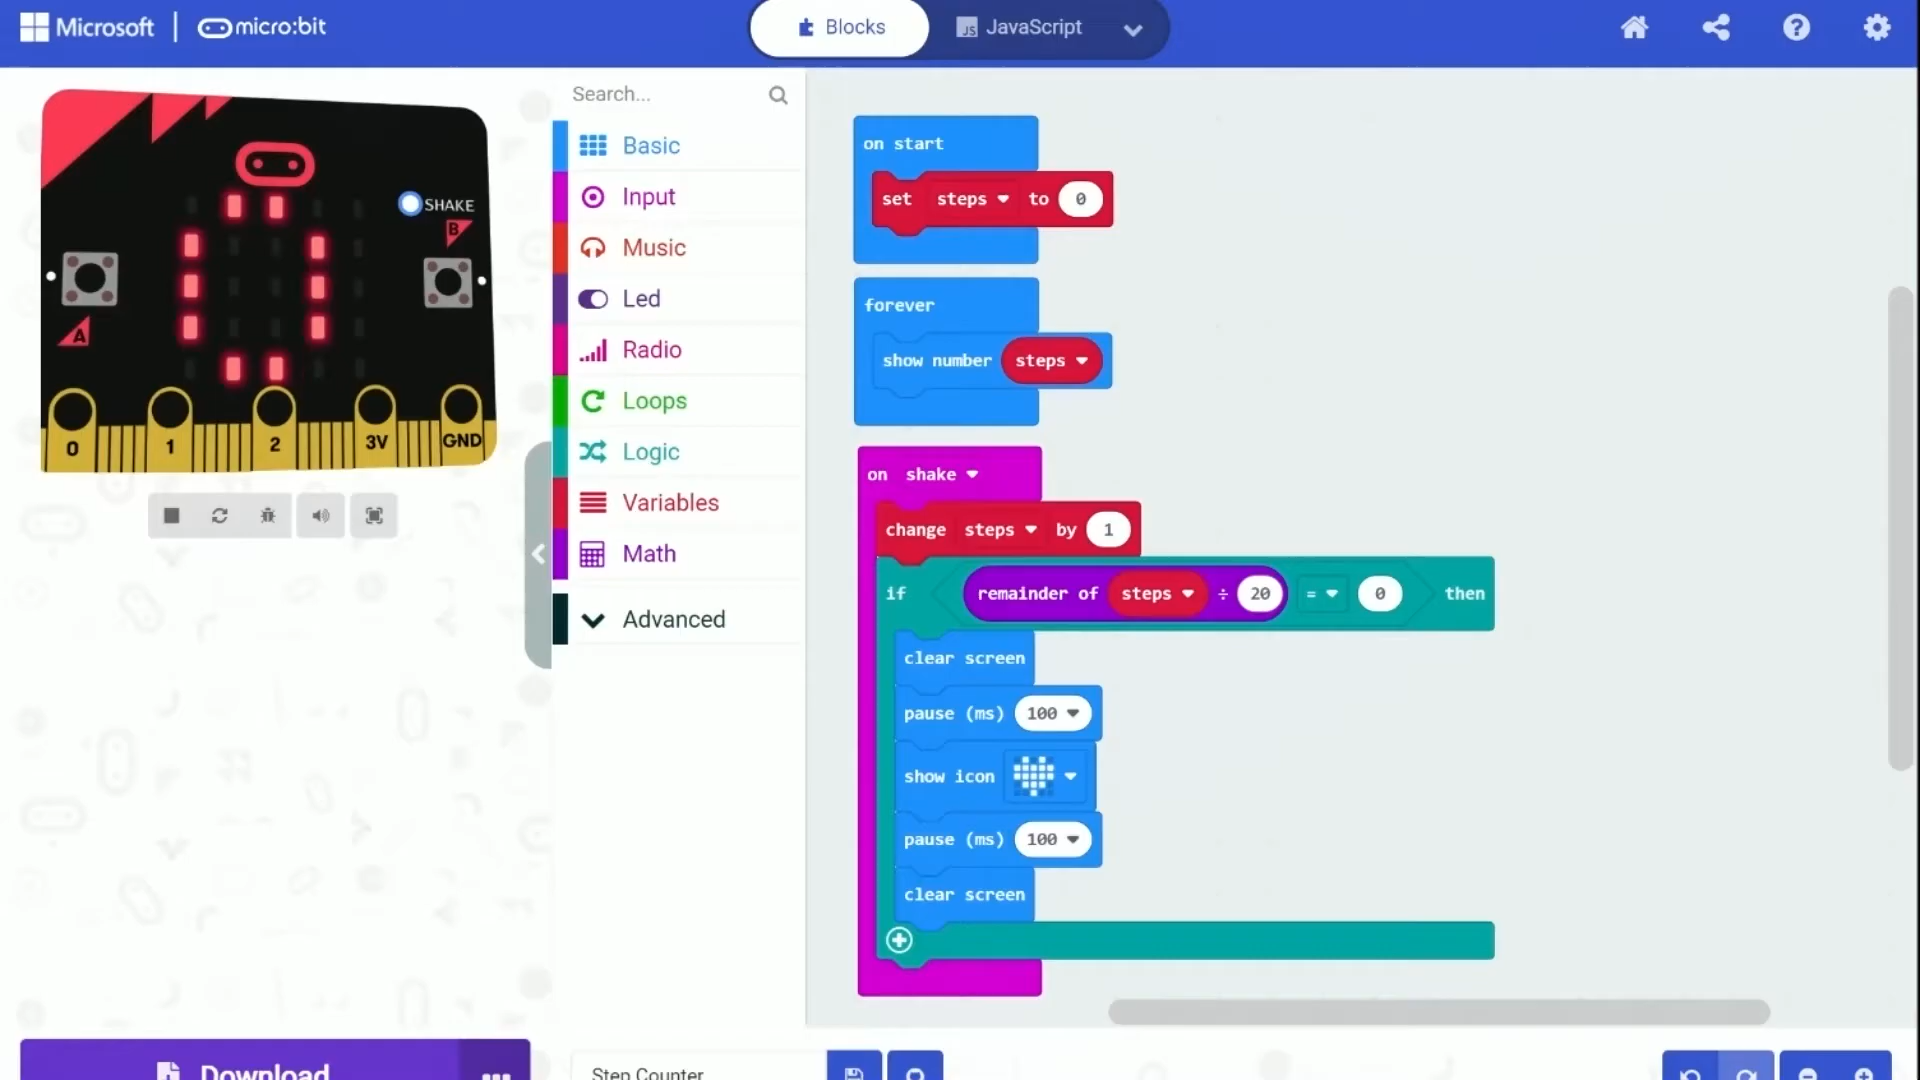 Microsoft | micro:bit
Blocks
JS JavaScript
SHAKE
B
A
0 1 2 3V GND
Search...
Basic
Input
Music
Led
Radio
Loops
Logic
Variables
Math
Advanced
on start
set steps to 0
forever
show number steps
on shake
change steps by 1
if remainder of steps ÷ 20 = 0 then
clear screen
pause (ms) 100
show icon
pause (ms) 100
clear screen
Download
Step Counter